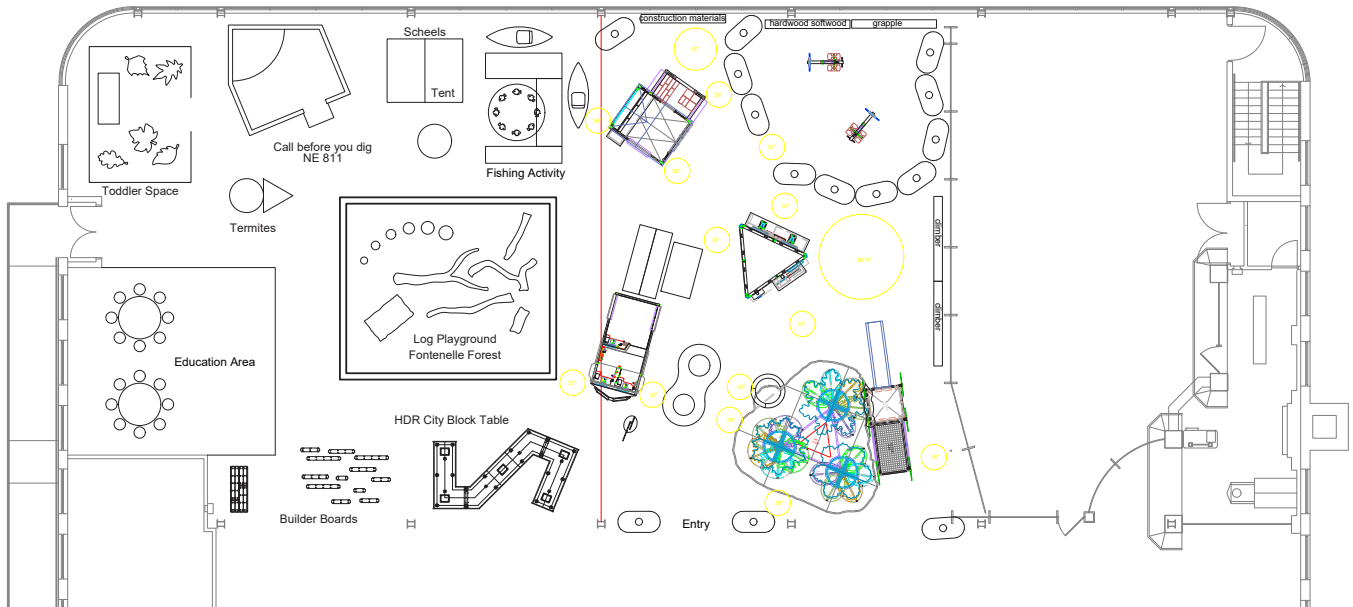 construction materials
hardwood softwood
grapple
Scheels
Tent
Call before you dig
NE 811
Fishing Activity
Toddler Space
Termites
climber
climber
Log Playground
Fontenelle Forest
Education Area
HDR City Block Table
Builder Boards
Entry